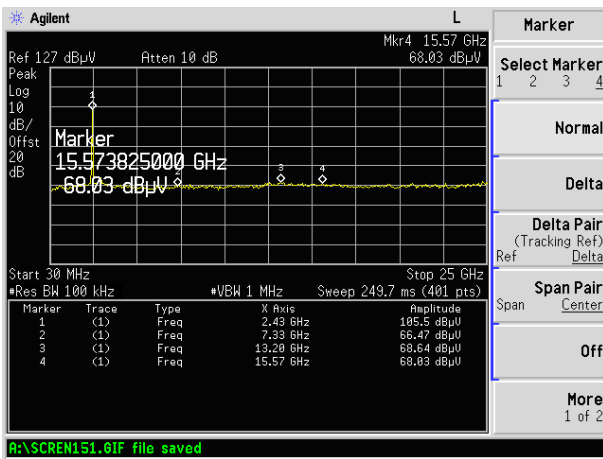 Agilent
L
Marker
Mkr4 15.57 GHz
Ref 127 dBµV
Atten 10 dB
68.03 dBµV
Peak
Log
10
dB/
Offst
20
dB
1
2
3
4
Marker
15.573825000 GHz
68.03 dBµV
Start 30 MHz
Stop 25 GHz
#Res BW 100 kHz
#VBW 1 MHz
Sweep 249.7 ms (401 pts)
Marker Trace Type X Axis Amplitude
1 (1) Freq 2.43 GHz 105.5 dBµV
2 (1) Freq 7.33 GHz 66.47 dBµV
3 (1) Freq 13.20 GHz 68.64 dBµV
4 (1) Freq 15.57 GHz 68.03 dBµV
A:\SCREN151.GIF file saved
Select Marker
1 2 3 4
Normal
Delta
Delta Pair
(Tracking Ref)
Ref Delta
Span Pair
Span Center
Off
More
1 of 2